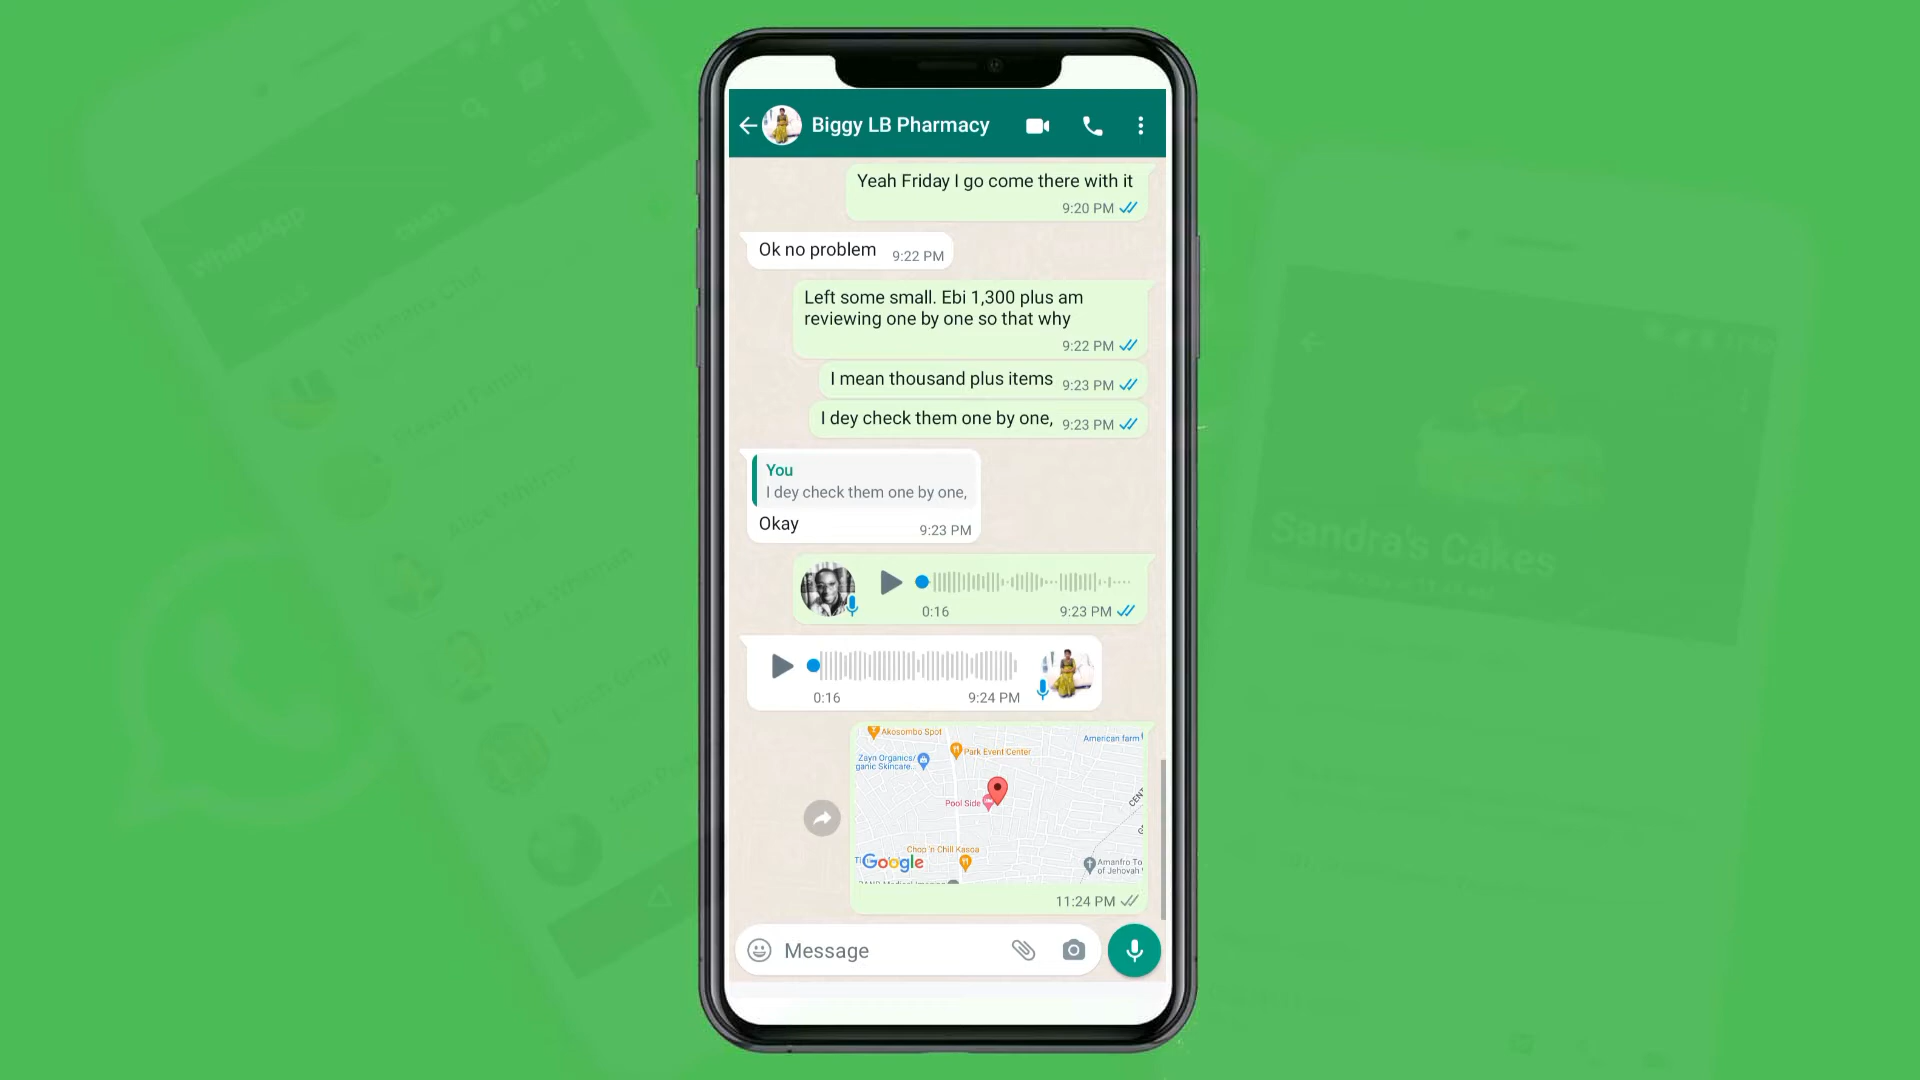 Biggy LB Pharmacy
Yeah Friday I go come there with it
9:20 PM
Ok no problem
9:22 PM
Left some small. Ebi 1,300 plus am
reviewing one by one so that why
9:22 PM
I mean thousand plus items
9:23 PM
I dey check them one by one,
9:23 PM
You
I dey check them one by one,
Okay
9:23 PM
0:16
9:23 PM
0:16
9:24 PM
Akosombo Spot
American farm
Park Event Center
Zayn Organics/
ganic Skincare...
Pool Side
CENT
Chop 'n Chill Kasoa
Google
Amanfro To
of Jehovah
11:24 PM
Message
WhatsApp
Sandra's Cakes